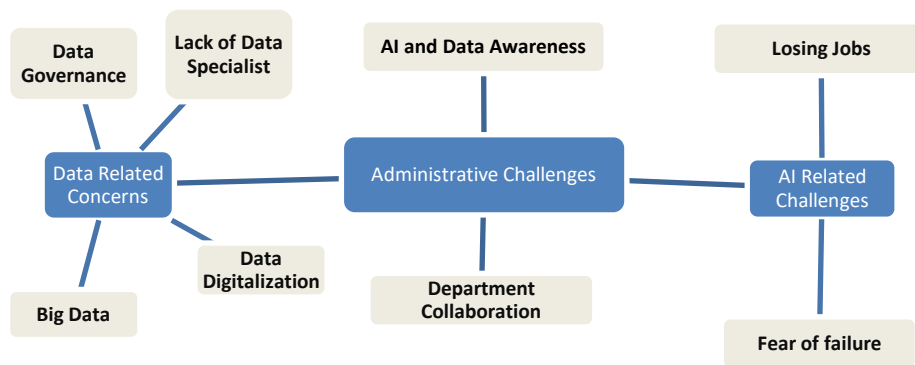 Data
Governance
Lack of Data
Specialist
AI and Data Awareness
Losing Jobs
Data Related
Concerns
Administrative Challenges
AI Related
Challenges
Data
Digitalization
Department
Collaboration
Big Data
Fear of failure